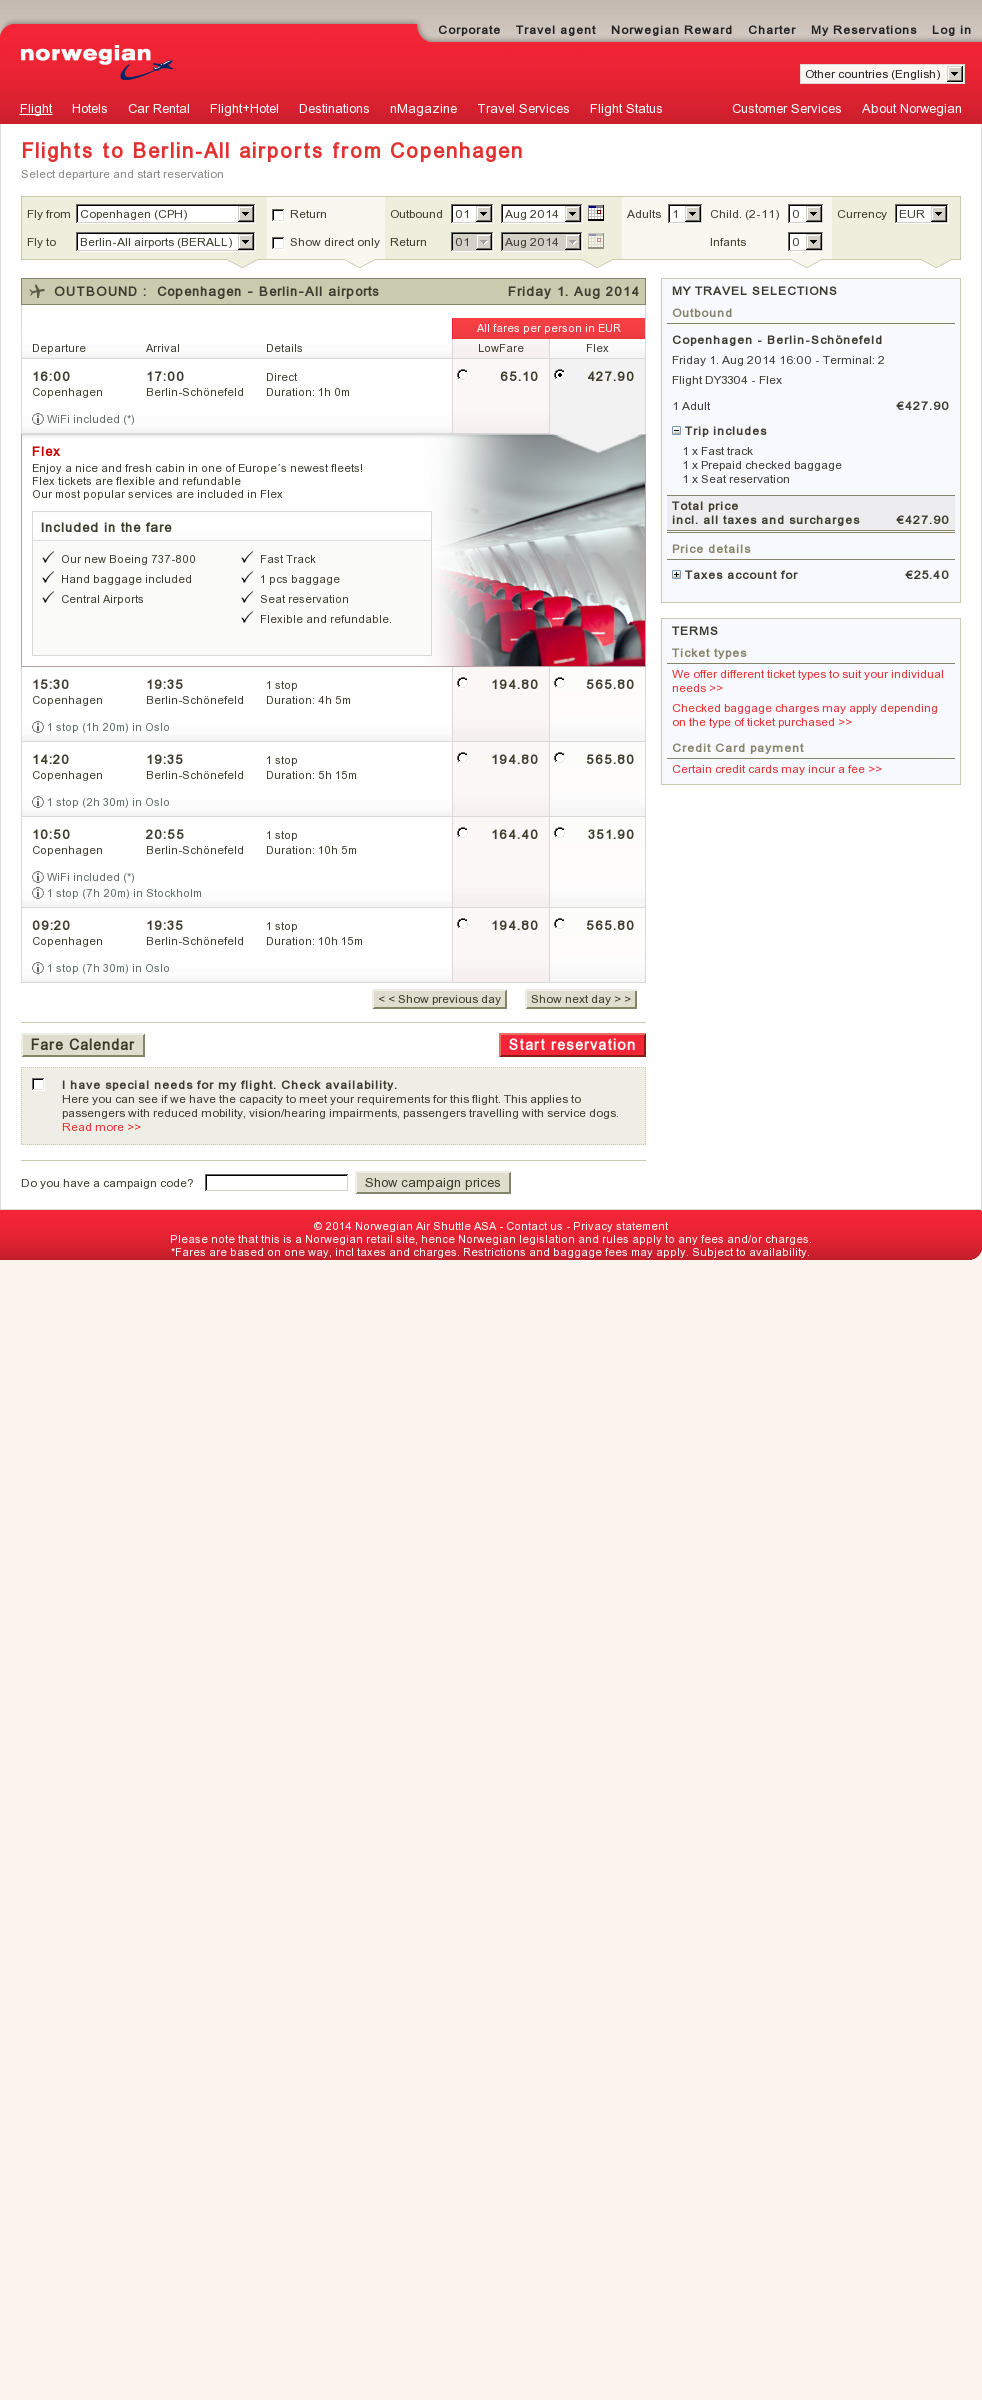 Corporate Travel agent Norwegian Reward Charter My Reservations Log in
norwegian
Other countries (English)
Flight Hotels Car Rental Flight+Hotel Destinations nMagazine Travel Services Flight Status Customer Services About Norwegian
Flights to Berlin-All airports from Copenhagen
Select departure and start reservation
Fly from Copenhagen (CPH) Return Outbound 01 Aug 2014 Adults 1 Child. (2-11) 0 Currency EUR
Fly to Berlin-All airports (BERALL) Show direct only Return 01 Aug 2014 Infants 0
OUTBOUND : Copenhagen - Berlin-All airports Friday 1. Aug 2014
All fares per person in EUR
Departure Arrival Details LowFare Flex
16:00 17:00 Direct 65.10 427.90
Copenhagen Berlin-Schönefeld Duration: 1h 0m
WiFi included (*)
Flex
Enjoy a nice and fresh cabin in one of Europe´s newest fleets!
Flex tickets are flexible and refundable
Our most popular services are included in Flex
Included in the fare
Our new Boeing 737-800 Fast Track
Hand baggage included 1 pcs baggage
Central Airports Seat reservation
Flexible and refundable.
15:30 19:35 1 stop 194.80 565.80
Copenhagen Berlin-Schönefeld Duration: 4h 5m
1 stop (1h 20m) in Oslo
14:20 19:35 1 stop 194.80 565.80
Copenhagen Berlin-Schönefeld Duration: 5h 15m
1 stop (2h 30m) in Oslo
10:50 20:55 1 stop 164.40 351.90
Copenhagen Berlin-Schönefeld Duration: 10h 5m
WiFi included (*)
1 stop (7h 20m) in Stockholm
09:20 19:35 1 stop 194.80 565.80
Copenhagen Berlin-Schönefeld Duration: 10h 15m
1 stop (7h 30m) in Oslo
< < Show previous day Show next day > >
Fare Calendar Start reservation
I have special needs for my flight. Check availability.
Here you can see if we have the capacity to meet your requirements for this flight. This applies to
passengers with reduced mobility, vision/hearing impairments, passengers travelling with service dogs.
Read more >>
Do you have a campaign code? Show campaign prices
MY TRAVEL SELECTIONS
Outbound
Copenhagen - Berlin-Schönefeld
Friday 1. Aug 2014 16:00 - Terminal: 2
Flight DY3304 - Flex
1 Adult €427.90
Trip includes
1 x Fast track
1 x Prepaid checked baggage
1 x Seat reservation
Total price
incl. all taxes and surcharges €427.90
Price details
Taxes account for €25.40
TERMS
Ticket types
We offer different ticket types to suit your individual
needs >>
Checked baggage charges may apply depending
on the type of ticket purchased >>
Credit Card payment
Certain credit cards may incur a fee >>
© 2014 Norwegian Air Shuttle ASA - Contact us - Privacy statement
Please note that this is a Norwegian retail site, hence Norwegian legislation and rules apply to any fees and/or charges.
*Fares are based on one way, incl taxes and charges. Restrictions and baggage fees may apply. Subject to availability.